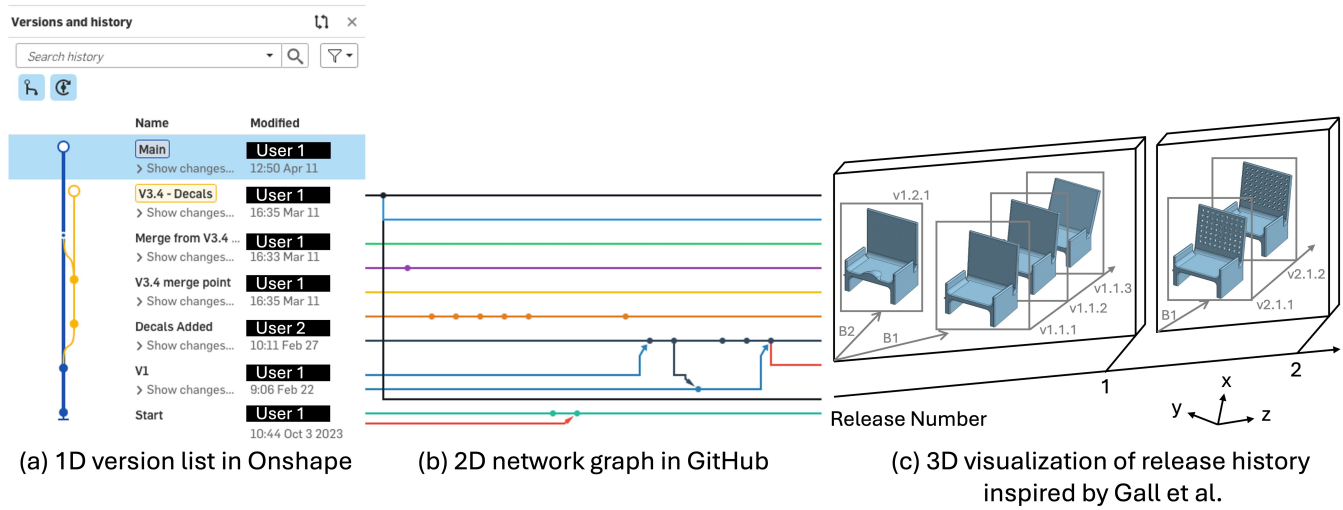 Versions and history
Search history
Name Modified
Main User 1
Show changes... 12:50 Apr 11
V3.4 - Decals User 1
Show changes... 16:35 Mar 11
Merge from V3.4 ... User 1
Show changes... 16:33 Mar 11
V3.4 merge point User 1
Show changes... 16:35 Mar 11
Decals Added User 2
Show changes... 10:11 Feb 27
V1 User 1
Show changes... 9:06 Feb 22
Start User 1
10:44 Oct 3 2023
(a) 1D version list in Onshape
(b) 2D network graph in GitHub
v1.2.1
B2
B1
v1.1.1
v1.1.2
v1.1.3
B1
v2.1.1
v2.1.2
1
2
Release Number
x
y
z
(c) 3D visualization of release history
inspired by Gall et al.